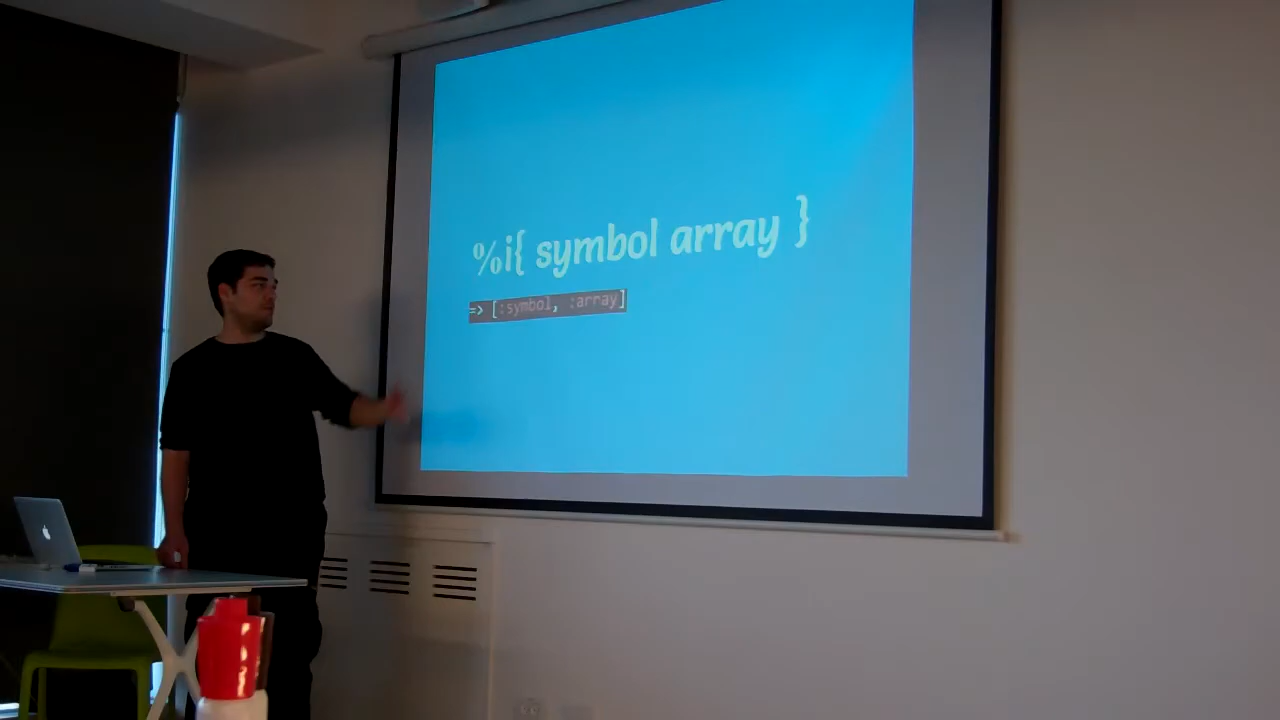 %i{ symbol array }
=> [:symbol, :array]